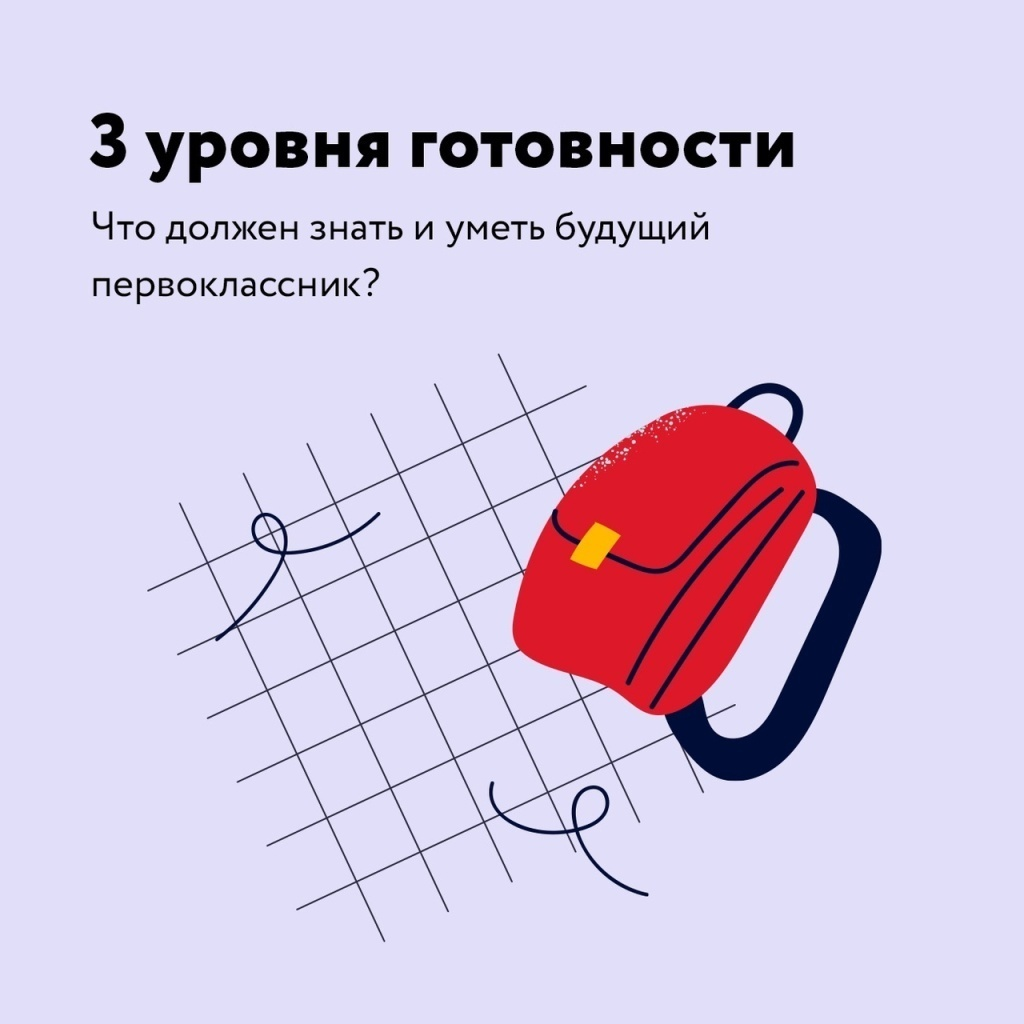 3 уровня готовности
Что должен знать и уметь будущий
первоклассник?